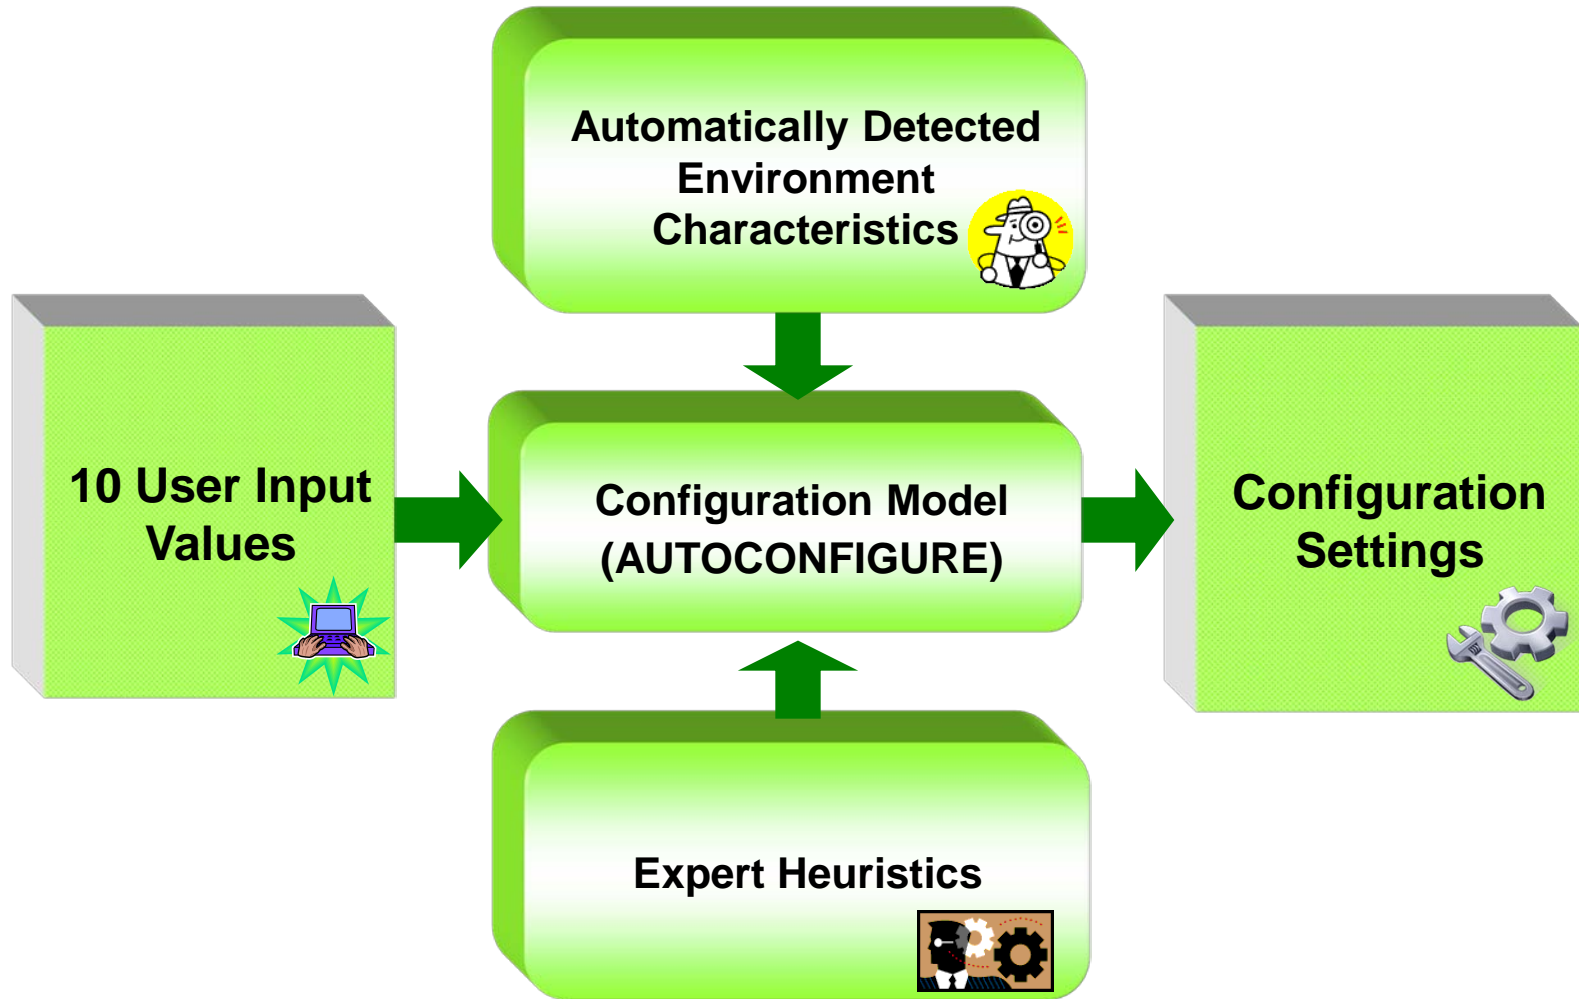 Automatically Detected
Environment
Characteristics
10 User Input
Values
Configuration Model
(AUTOCONFIGURE)
Configuration
Settings
Expert Heuristics